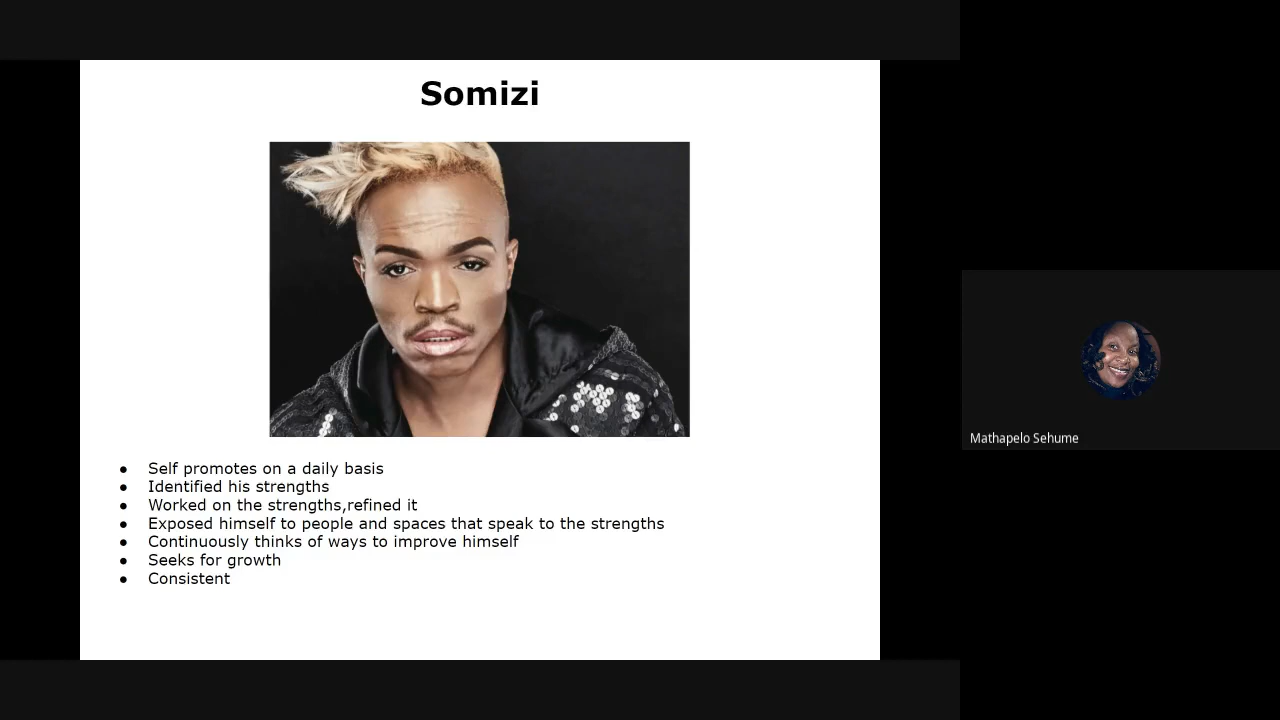 Somizi
● Self promotes on a daily basis
● Identified his strengths
● Worked on the strengths,refined it
● Exposed himself to people and spaces that speak to the strengths
● Continuously thinks of ways to improve himself
● Seeks for growth
● Consistent
Mathapelo Sehume